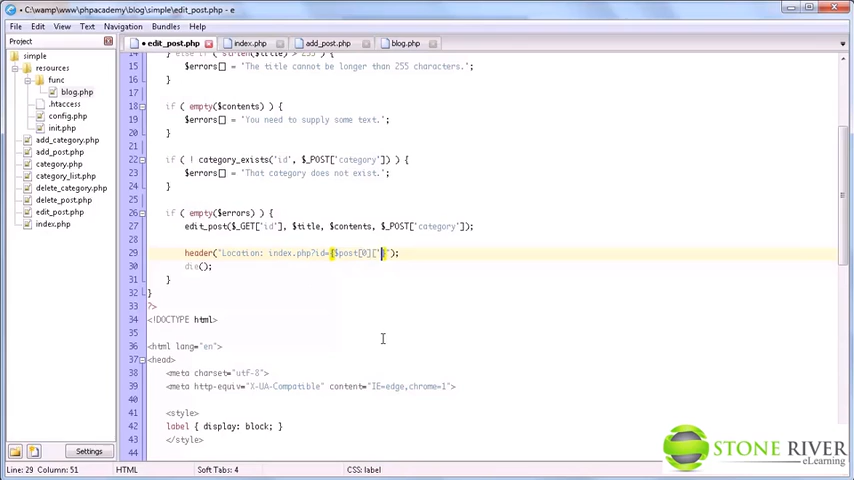 C:\wamp\www\phpacademy\blog\simple\edit_post.php - e
File Edit View Text Navigation Bundles Help
Project
simple
resources
func
blog.php
.htaccess
config.php
init.php
add_category.php
add_post.php
category.php
category_list.php
delete_category.php
delete_post.php
edit_post.php
index.php
Settings
edit_post.php index.php add_post.php blog.php
14 } else if ( strlen($title) > 255 ) {
15 $errors[] = 'The title cannot be longer than 255 characters.';
16 }
17
18 if ( empty($contents) ) {
19 $errors[] = 'You need to supply some text.';
20 }
21
22 if ( ! category_exists('id', $_POST['category']) ) {
23 $errors[] = 'That category does not exist.';
24 }
25
26 if ( empty($errors) ) {
27 edit_post($_GET['id'], $title, $contents, $_POST['category']);
28
29 header("Location: index.php?id={$post[0]['}");
30 die();
31 }
32 }
33 ?>
34 <!DOCTYPE html>
35
36 <html lang="en">
37 <head>
38 <meta charset="utf-8">
39 <meta http-equiv="X-UA-Compatible" content="IE=edge,chrome=1">
40
41 <style>
42 label { display: block; }
43 </style>
44
STONE RIVER
eLearning
Line: 29 Column: 51 HTML Soft Tabs: 4 CSS: label